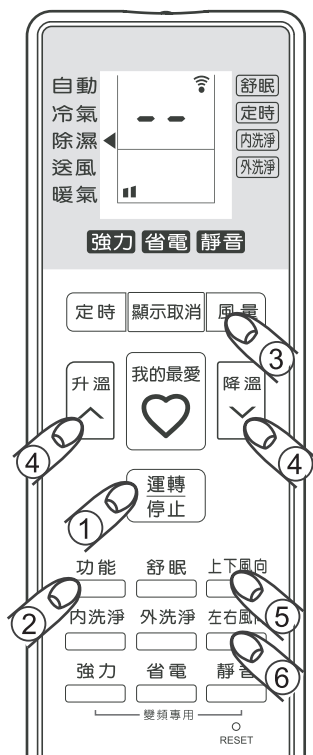 自動
舒眠
冷氣
定時
除濕
內洗淨
送風
外洗淨
暖氣
強力 省電 靜音
定時 顯示取消 風量
③
升溫 我的最愛 降溫
④ ④
運轉
停止
①
功能 舒眠 上下風向
② ⑤
內洗淨 外洗淨 左右風向
⑥
強力 省電 靜音
變頻專用
RESET